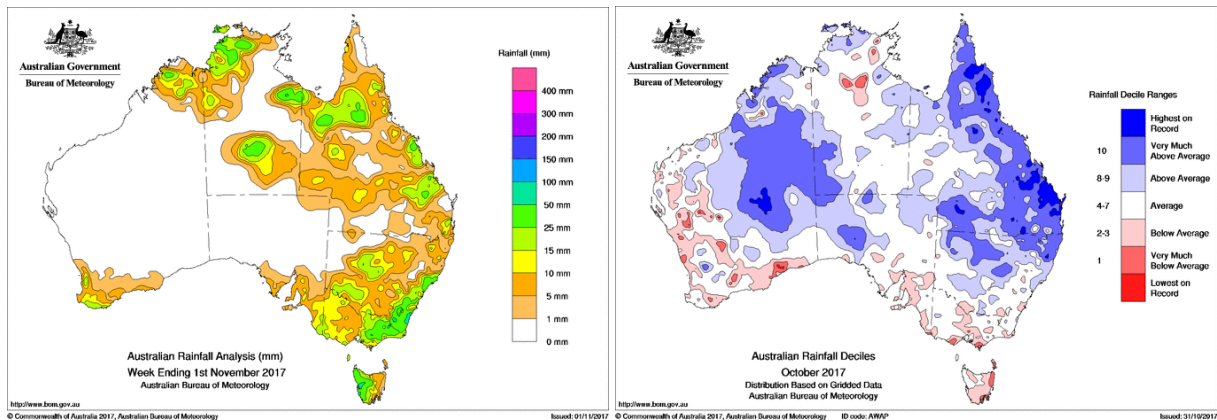 Australian Government
Bureau of Meteorology
Rainfall (mm)
400 mm
300 mm
200 mm
150 mm
100 mm
50 mm
25 mm
15 mm
10 mm
5 mm
1 mm
0 mm
Australian Rainfall Analysis (mm)
Week Ending 1st November 2017
Australian Bureau of Meteorology
http://www.bom.gov.au
© Commonwealth of Australia 2017, Australian Bureau of Meteorology
Issued: 01/11/2017
Australian Government
Bureau of Meteorology
Rainfall Decile Ranges
Highest on
Record
10
Very Much
Above Average
8-9
Above Average
4-7
Average
2-3
Below Average
1
Very Much
Below Average
Lowest on
Record
Australian Rainfall Deciles
October 2017
Distribution Based on Gridded Data
Australian Bureau of Meteorology
http://www.bom.gov.au
© Commonwealth of Australia 2017, Australian Bureau of Meteorology
ID code: AWAP
Issued: 31/10/2017